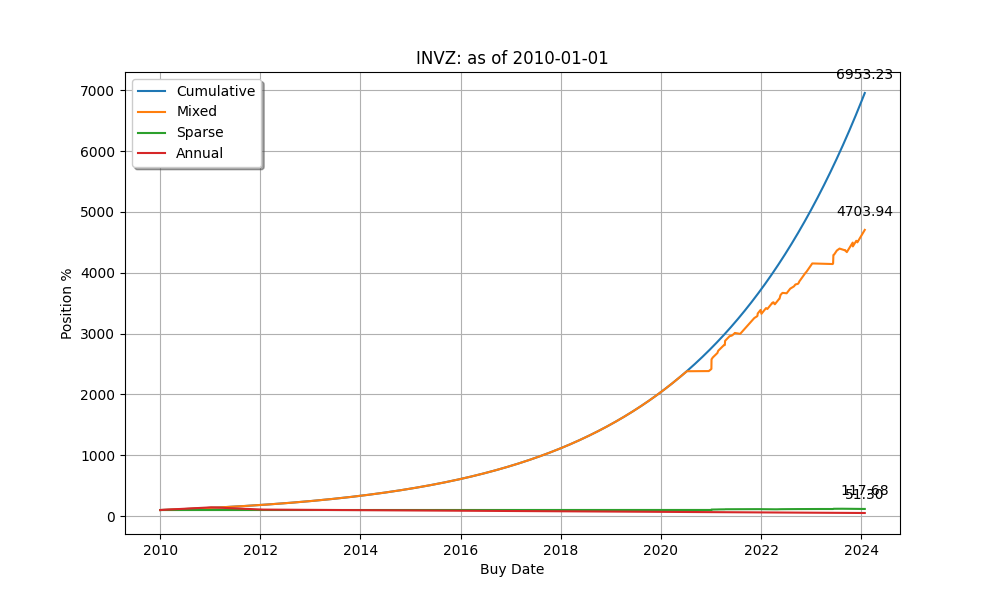 INVZ: as of 2010-01-01
6953.23
4703.94
117.68
51.30
Cumulative
Mixed
Sparse
Annual
7000
6000
5000
4000
3000
2000
1000
0
Position %
2010 2012 2014 2016 2018 2020 2022 2024
Buy Date